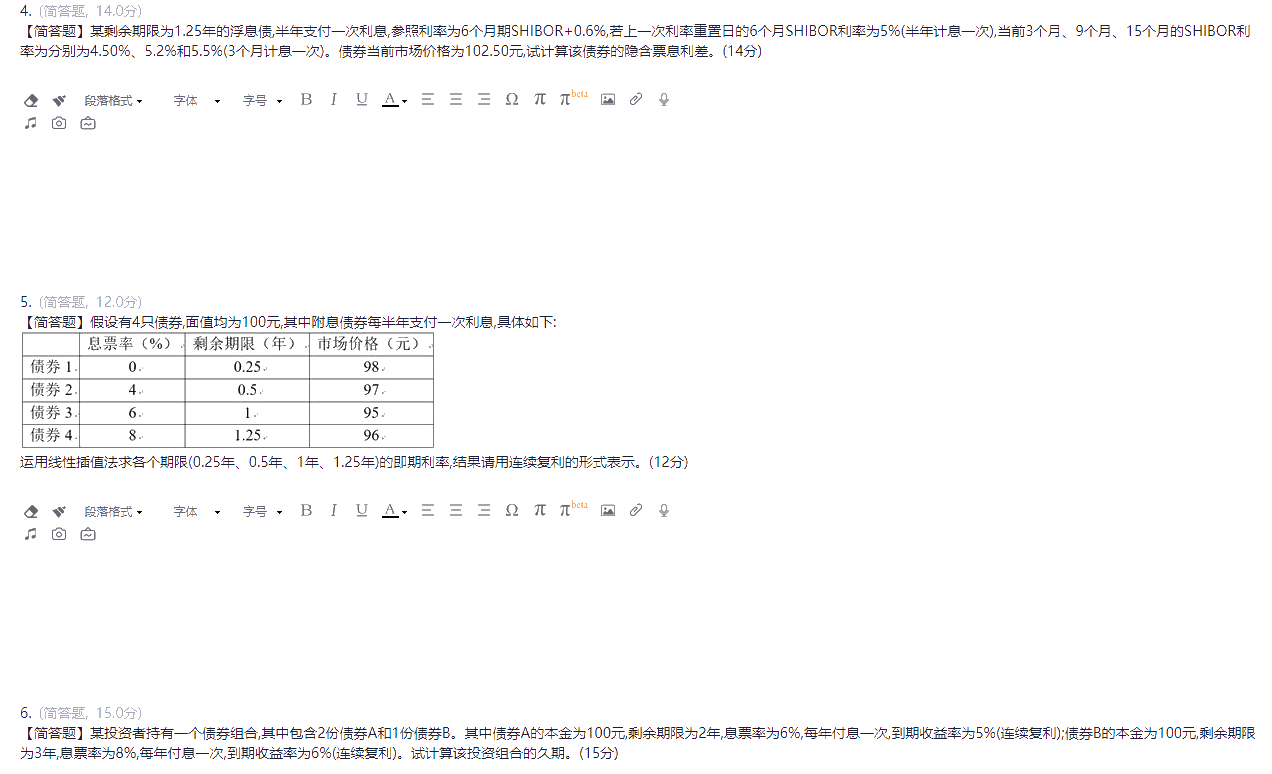 4. (简答题, 14.0分)
【简答题】某剩余期限为1.25年的浮息债,半年支付一次利息,参照利率为6个月期SHIBOR+0.6%,若上一次利率重置日的6个月SHIBOR利率为5%(半年计息一次),当前3个月、9个月、15个月的SHIBOR利
率为分别为4.50%、5.2%和5.5%(3个月计息一次)。债券当前市场价格为102.50元,试计算该债券的隐含票息利差。(14分)
段落格式 字体 字号 B I U A Ω π πbeta
5. (简答题, 12.0分)
【简答题】假设有4只债券,面值均为100元,其中附息债券每半年支付一次利息,具体如下:
息票率（%） 剩余期限（年） 市场价格（元）
债券 1 0 0.25 98
债券 2 4 0.5 97
债券 3 6 1 95
债券 4 8 1.25 96
运用线性插值法求各个期限(0.25年、0.5年、1年、1.25年)的即期利率,结果请用连续复利的形式表示。(12分)
段落格式 字体 字号 B I U A Ω π πbeta
6. (简答题, 15.0分)
【简答题】某投资者持有一个债券组合,其中包含2份债券A和1份债券B。其中债券A的本金为100元,剩余期限为2年,息票率为6%,每年付息一次,到期收益率为5%(连续复利);债券B的本金为100元,剩余期限
为3年,息票率为8%,每年付息一次,到期收益率为6%(连续复利)。试计算该投资组合的久期。(15分)